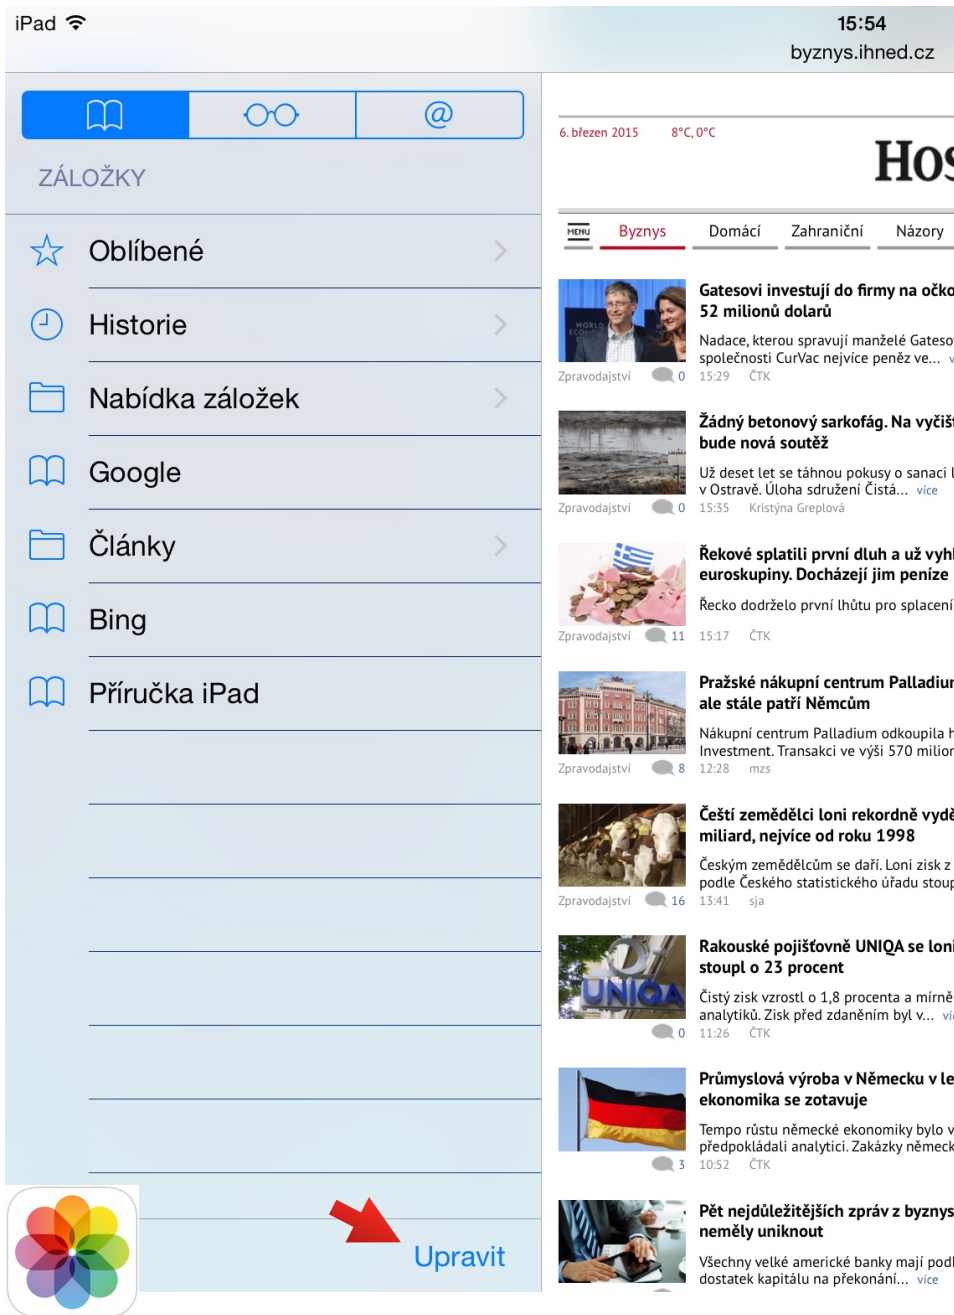 iPad
15:54
byznys.ihned.cz
@
ZÁLOŽKY
Oblíbené
Historie
Nabídka záložek
Google
Články
Bing
Příručka iPad
Upravit
6. březen 2015 8°C, 0°C
Hos
MENU Byznys Domácí Zahraniční Názory
Gatesovi investují do firmy na očko
52 milionů dolarů
Nadace, kterou spravují manželé Gateso
společnosti CurVac nejvíce peněz ve...
Zpravodajství 0 15:29 ČTK
Žádný betonový sarkofág. Na vyčiš
bude nová soutěž
Už deset let se táhnou pokusy o sanaci l
v Ostravě. Úloha sdružení Čistá... více
Zpravodajství 0 15:35 Kristýna Greplová
Řekové splatili první dluh a už vyhl
euroskupiny. Docházejí jim peníze
Řecko dodrželo první lhůtu pro splacení
Zpravodajství 11 15:17 ČTK
Pražské nákupní centrum Palladiu
ale stále patří Němcům
Nákupní centrum Palladium odkoupila h
Investment. Transakci ve výši 570 milio
Zpravodajství 8 12:28 mzs
Čeští zemědělci loni rekordně vydě
miliard, nejvíce od roku 1998
Českým zemědělcům se daří. Loni zisk z
podle Českého statistického úřadu stoup
Zpravodajství 16 13:41 sja
Rakouské pojišťovně UNIQA se loni
stoupl o 23 procent
Čistý zisk vzrostl o 1,8 procenta a mírně
analytiků. Zisk před zdaněním byl v... víc
UNIQA
0 11:26 ČTK
Průmyslová výroba v Německu v le
ekonomika se zotavuje
Tempo růstu německé ekonomiky bylo v
předpokládali analytici. Zakázky německ
3 10:52 ČTK
Pět nejdůležitějších zpráv z byznys
neměly uniknout
Všechny velké americké banky mají podl
dostatek kapitálu na překonání... více